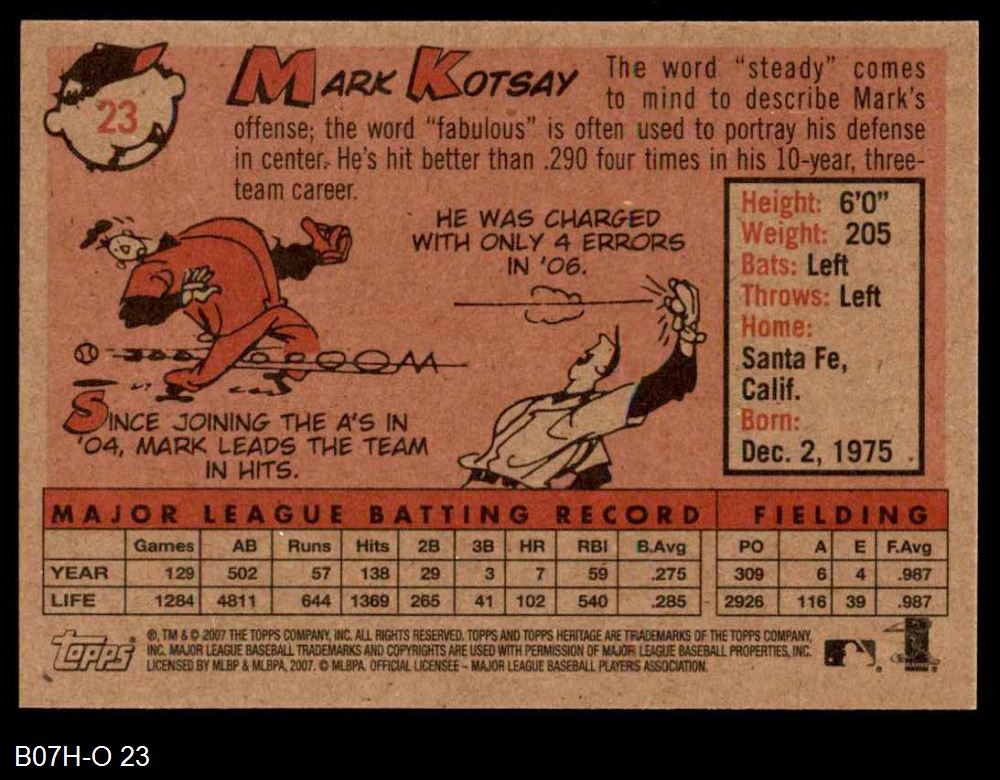 23
MARK KOTSAY
The word “steady” comes
to mind to describe Mark's
offense; the word “fabulous” is often used to portray his defense
in center. He's hit better than .290 four times in his 10-year, three-
team career.
HE WAS CHARGED
WITH ONLY 4 ERRORS
IN '06.
SINCE JOINING THE A'S IN
'04, MARK LEADS THE TEAM
IN HITS.
Height: 6'0”
Weight: 205
Bats: Left
Throws: Left
Home:
Santa Fe,
Calif.
Born:
Dec. 2, 1975
MAJOR LEAGUE BATTING RECORD FIELDING
Games AB Runs Hits 2B 3B HR RBI B.Avg PO A E F.Avg
YEAR 129 502 57 138 29 3 7 59 .275 309 6 4 .987
LIFE 1284 4811 644 1369 265 41 102 540 .285 2926 116 39 .987
Topps
®, TM & © 2007 THE TOPPS COMPANY, INC. ALL RIGHTS RESERVED. TOPPS AND TOPPS HERITAGE ARE TRADEMARKS OF THE TOPPS COMPANY,
INC. MAJOR LEAGUE BASEBALL TRADEMARKS AND COPYRIGHTS ARE USED WITH PERMISSION OF MAJOR LEAGUE BASEBALL PROPERTIES, INC.
LICENSED BY MLBP & MLBPA, 2007. © MLBPA. OFFICIAL LICENSEE – MAJOR LEAGUE BASEBALL PLAYERS ASSOCIATION.
B07H-O 23